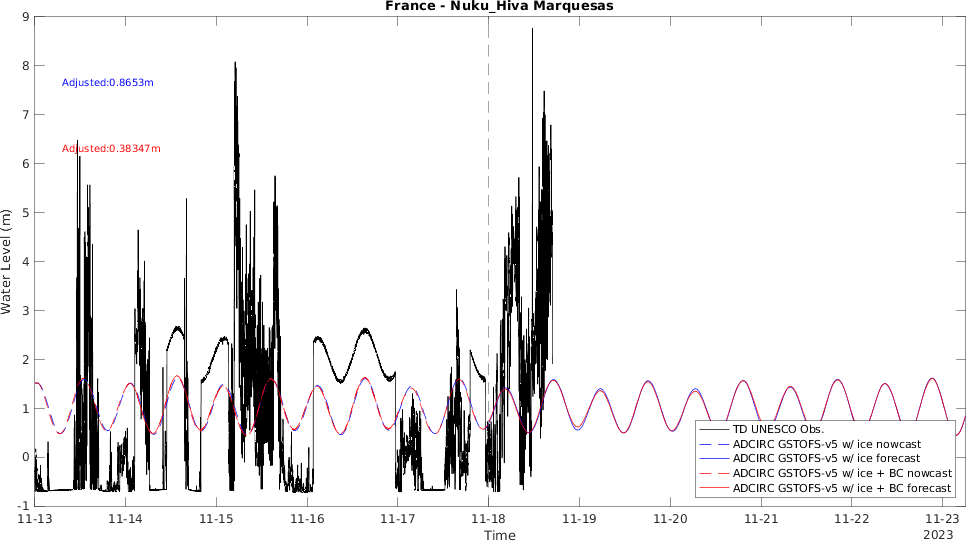 France - Nuku_Hiva Marquesas
9
8
Adjusted:0.8653m
7
Adjusted:0.38347m
6
5
Water Level (m)
4
3
2
1
0
-1
TD UNESCO Obs.
ADCIRC GSTOFS-v5 w/ ice nowcast
ADCIRC GSTOFS-v5 w/ ice forecast
ADCIRC GSTOFS-v5 w/ ice + BC nowcast
ADCIRC GSTOFS-v5 w/ ice + BC forecast
11-13 11-14 11-15 11-16 11-17 11-18 11-19 11-20 11-21 11-22 11-23
Time
2023